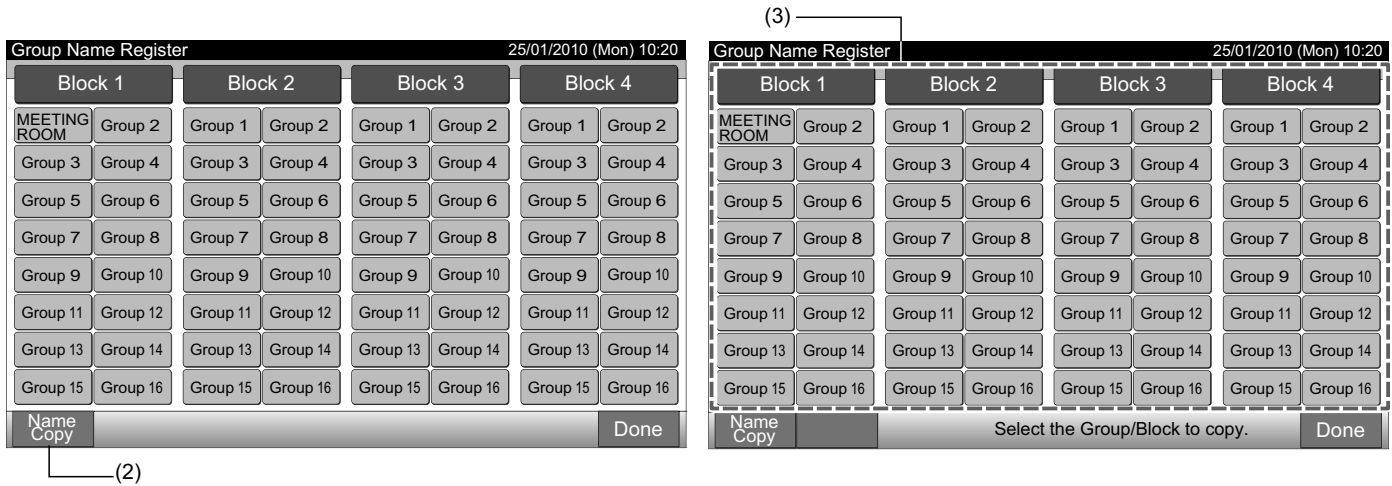 (3)
Group Name Register 25/01/2010 (Mon) 10:20
Block 1 Block 2 Block 3 Block 4
MEETING ROOM Group 2 Group 1 Group 2 Group 1 Group 2 Group 1 Group 2
Group 3 Group 4 Group 3 Group 4 Group 3 Group 4 Group 3 Group 4
Group 5 Group 6 Group 5 Group 6 Group 5 Group 6 Group 5 Group 6
Group 7 Group 8 Group 7 Group 8 Group 7 Group 8 Group 7 Group 8
Group 9 Group 10 Group 9 Group 10 Group 9 Group 10 Group 9 Group 10
Group 11 Group 12 Group 11 Group 12 Group 11 Group 12 Group 11 Group 12
Group 13 Group 14 Group 13 Group 14 Group 13 Group 14 Group 13 Group 14
Group 15 Group 16 Group 15 Group 16 Group 15 Group 16 Group 15 Group 16
Name Copy Done
(2)
Group Name Register 25/01/2010 (Mon) 10:20
Block 1 Block 2 Block 3 Block 4
MEETING ROOM Group 2 Group 1 Group 2 Group 1 Group 2 Group 1 Group 2
Group 3 Group 4 Group 3 Group 4 Group 3 Group 4 Group 3 Group 4
Group 5 Group 6 Group 5 Group 6 Group 5 Group 6 Group 5 Group 6
Group 7 Group 8 Group 7 Group 8 Group 7 Group 8 Group 7 Group 8
Group 9 Group 10 Group 9 Group 10 Group 9 Group 10 Group 9 Group 10
Group 11 Group 12 Group 11 Group 12 Group 11 Group 12 Group 11 Group 12
Group 13 Group 14 Group 13 Group 14 Group 13 Group 14 Group 13 Group 14
Group 15 Group 16 Group 15 Group 16 Group 15 Group 16 Group 15 Group 16
Name Copy Select the Group/Block to copy. Done